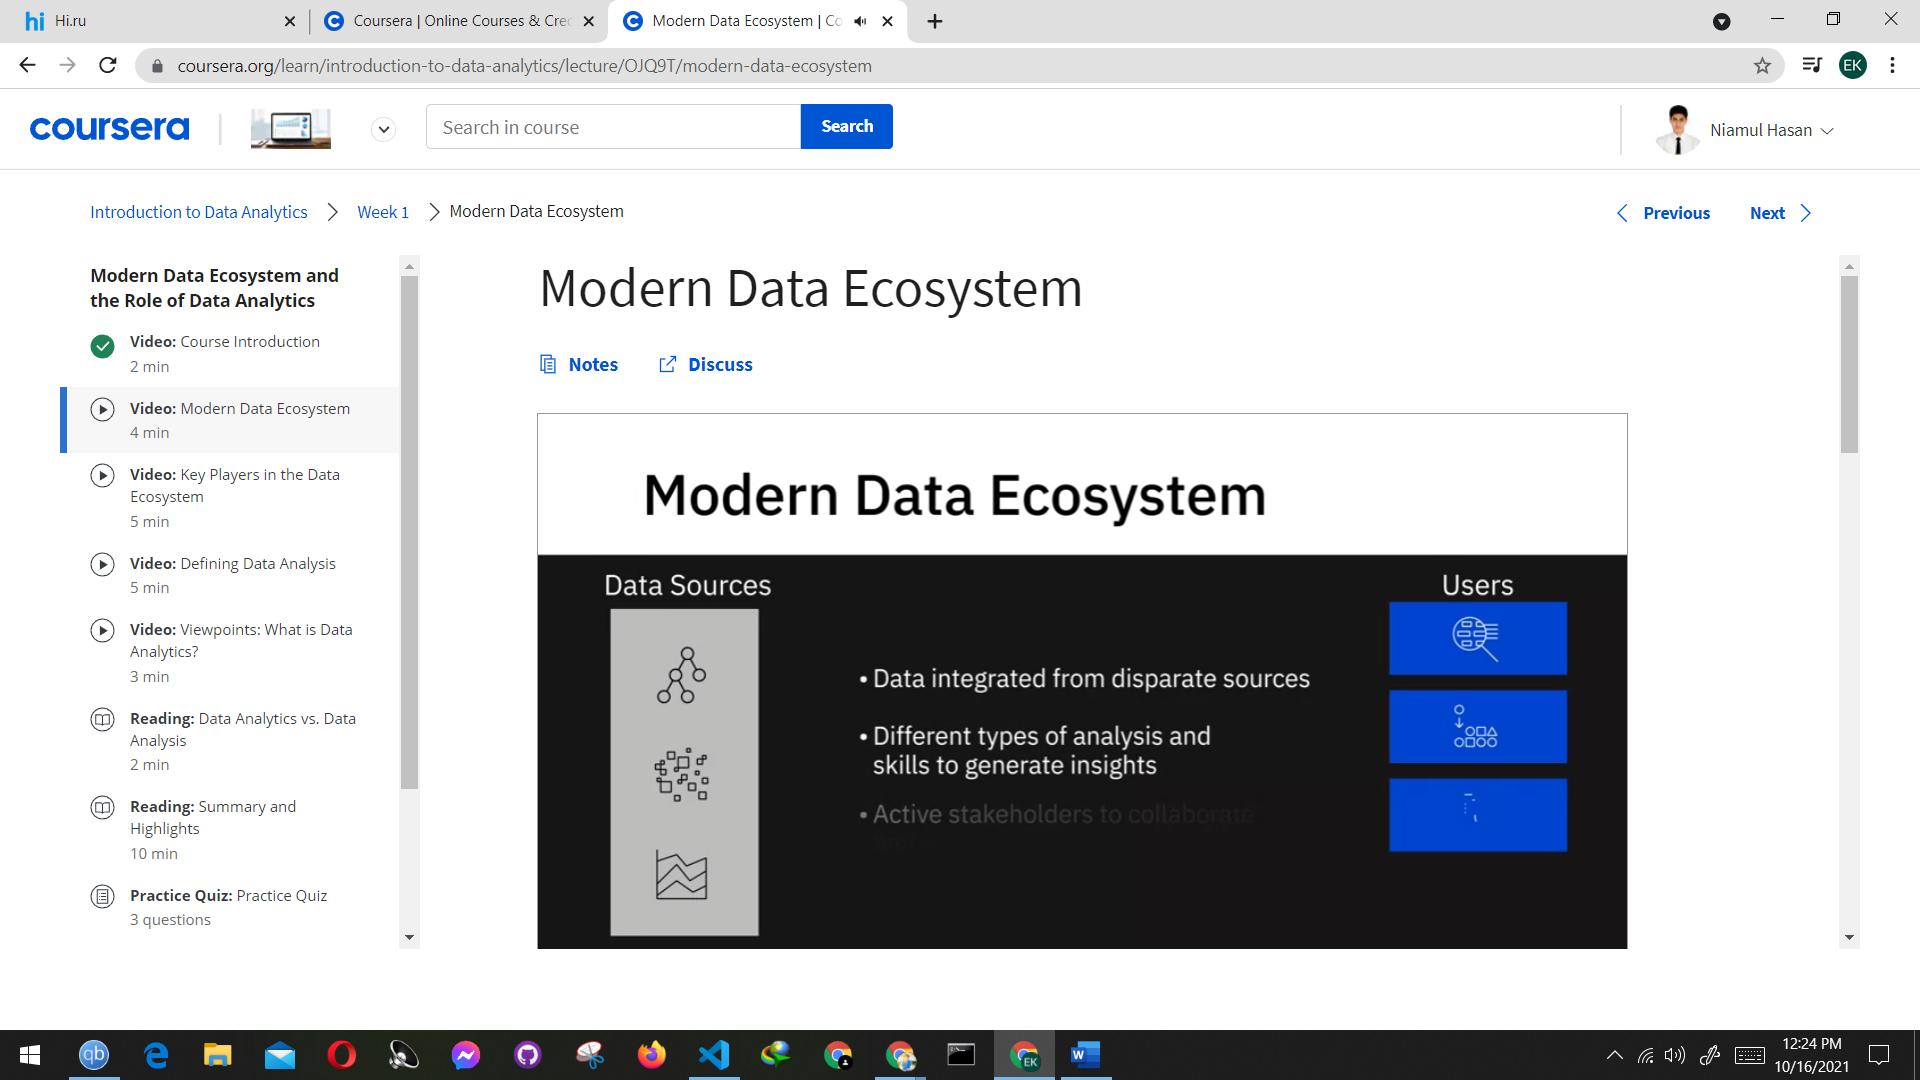 hi Hi.ru
Coursera | Online Courses & Cre
Modern Data Ecosystem | Co
coursera.org/learn/introduction-to-data-analytics/lecture/OJQ9T/modern-data-ecosystem
EK
coursera
Search in course
Search
Niamul Hasan
Introduction to Data Analytics
Week 1
Modern Data Ecosystem
Previous
Next
Modern Data Ecosystem and
the Role of Data Analytics
Video: Course Introduction
2 min
Video: Modern Data Ecosystem
4 min
Video: Key Players in the Data
Ecosystem
5 min
Video: Defining Data Analysis
5 min
Video: Viewpoints: What is Data
Analytics?
3 min
Reading: Data Analytics vs. Data
Analysis
2 min
Reading: Summary and
Highlights
10 min
Practice Quiz: Practice Quiz
3 questions
Modern Data Ecosystem
Notes
Discuss
Modern Data Ecosystem
Data Sources
Users
• Data integrated from disparate sources
• Different types of analysis and
skills to generate insights
• Active stakeholders to collaborate
qb
EK
12:24 PM
10/16/2021